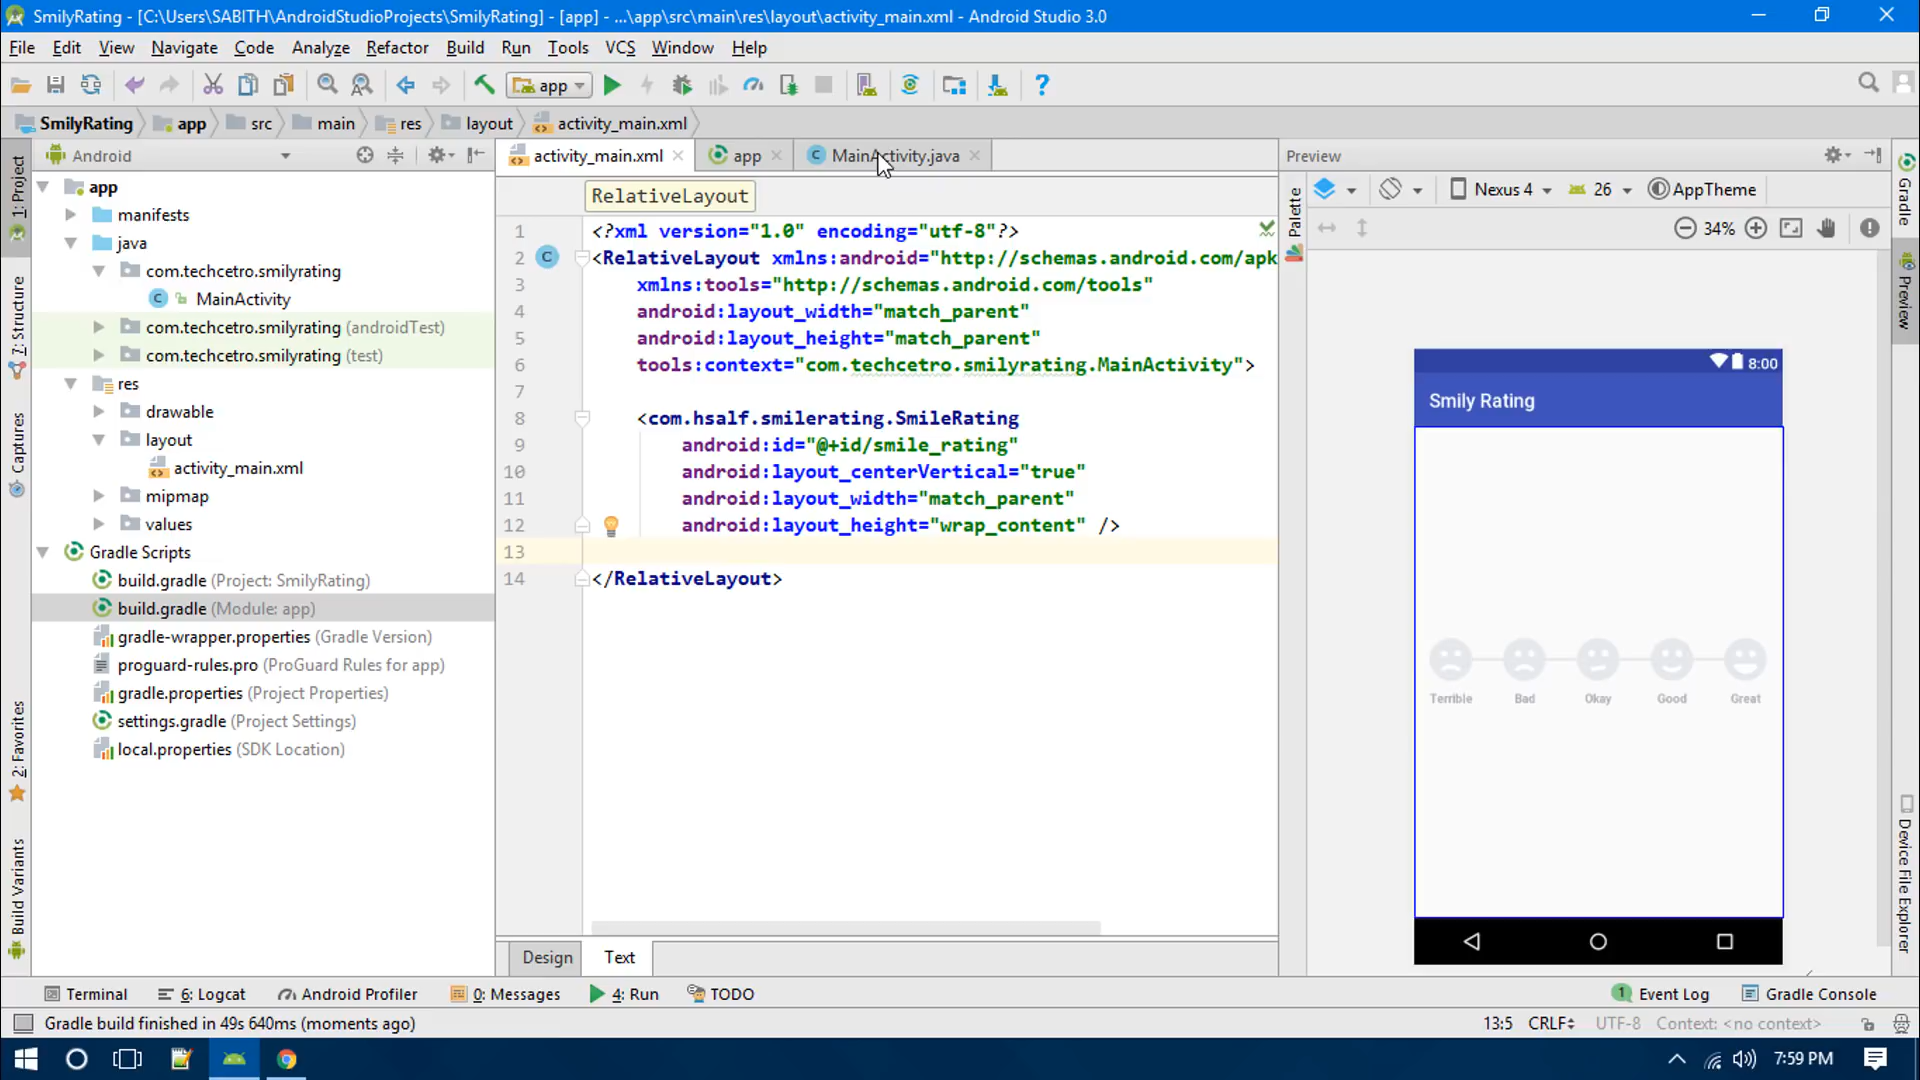 SmilyRating - [C:\Users\SABITH\AndroidStudioProjects\SmilyRating] - [app] - ...\app\src\main\res\layout\activity_main.xml - Android Studio 3.0
File Edit View Navigate Code Analyze Refactor Build Run Tools VCS Window Help
app
SmilyRating app src main res layout activity_main.xml
Android
activity_main.xml app MainActivity.java
Preview
1: Project
7: Structure
Captures
2: Favorites
Build Variants
app
manifests
java
com.techcetro.smilyrating
MainActivity
com.techcetro.smilyrating (androidTest)
com.techcetro.smilyrating (test)
res
drawable
layout
activity_main.xml
mipmap
values
Gradle Scripts
build.gradle (Project: SmilyRating)
build.gradle (Module: app)
gradle-wrapper.properties (Gradle Version)
proguard-rules.pro (ProGuard Rules for app)
gradle.properties (Project Properties)
settings.gradle (Project Settings)
local.properties (SDK Location)
RelativeLayout
1 <?xml version="1.0" encoding="utf-8"?>
2 <RelativeLayout xmlns:android="http://schemas.android.com/apk
3 xmlns:tools="http://schemas.android.com/tools"
4 android:layout_width="match_parent"
5 android:layout_height="match_parent"
6 tools:context="com.techcetro.smilyrating.MainActivity">
7
8 <com.hsalf.smilerating.SmileRating
9 android:id="@+id/smile_rating"
10 android:layout_centerVertical="true"
11 android:layout_width="match_parent"
12 android:layout_height="wrap_content" />
13
14 </RelativeLayout>
Design Text
Palette
Nexus 4 26 AppTheme
34%
8:00
Smily Rating
Terrible Bad Okay Good Great
Gradle
Preview
Device File Explorer
Terminal 6: Logcat Android Profiler 0: Messages 4: Run TODO 1 Event Log Gradle Console
Gradle build finished in 49s 640ms (moments ago) 13:5 CRLF UTF-8 Context: <no context>
7:59 PM